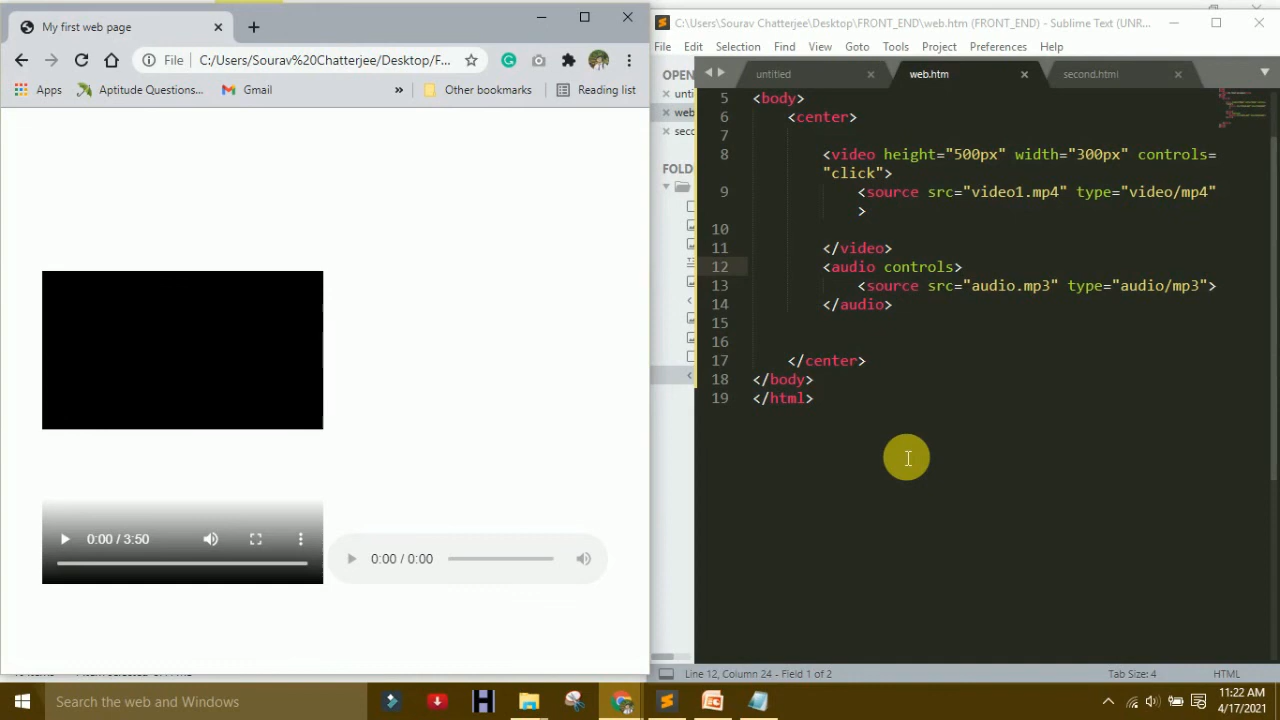 My first web page
File
C:/Users/Sourav%20Chatterjee/Desktop/F...
Apps
Aptitude Questions...
Gmail
»
Other bookmarks
Reading list
0:00 / 3:50
0:00 / 0:00
C:\Users\Sourav Chatterjee\Desktop\FRONT_END\web.htm (FRONT_END) - Sublime Text (UNR...
File Edit Selection Find View Goto Tools Project Preferences Help
OPEN
unti
web
seco
FOLD
untitled
web.htm
second.html
5 <body>
6 <center>
7
8 <video height="500px" width="300px" controls=
"click">
9 <source src="video1.mp4" type="video/mp4"
>
10
11 </video>
12 <audio controls>
13 <source src="audio.mp3" type="audio/mp3">
14 </audio>
15
16
17 </center>
18 </body>
19 </html>
Line 12, Column 24 - Field 1 of 2
Tab Size: 4
HTML
Search the web and Windows
11:22 AM
4/17/2021